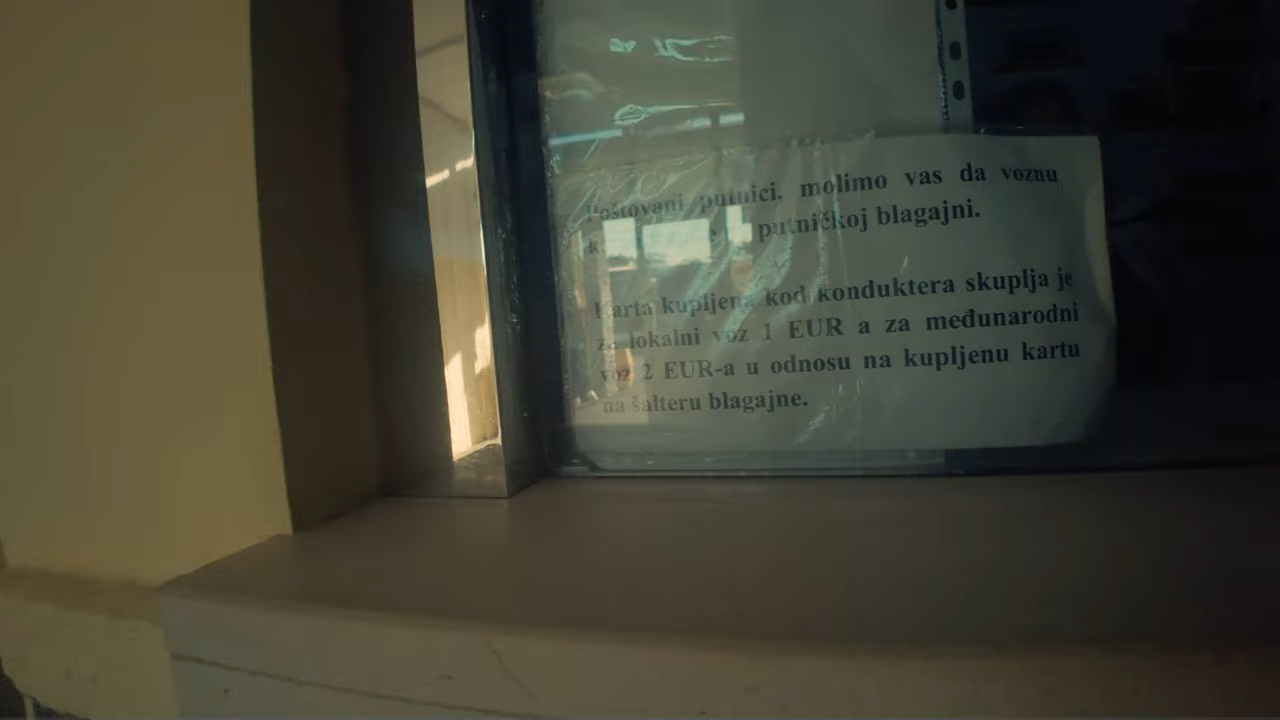 Poštovani putnici, molimo vas da voznu
putničkoj blagajni.
Karta kupljena kod konduktera skuplja je
za lokalni voz 1 EUR a za međunarodni
voz 2 EUR-a u odnosu na kupljenu kartu
na šalteru blagajne.